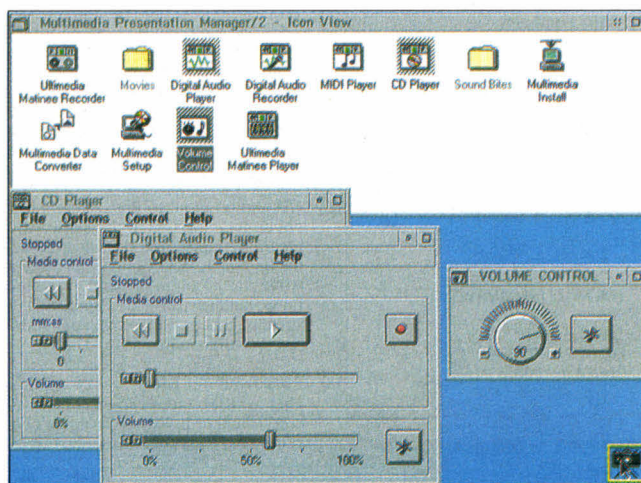 Multimedia Presentation Manager/2 - Icon View
Ultimedia Matinee Recorder
Movies
Digital Audio Player
Digital Audio Recorder
MIDI Player
CD Player
Sound Bites
Multimedia Install
Multimedia Data Converter
Multimedia Setup
Volume Control
Ultimedia Matinee Player
CD Player
File Options Control Help
Stopped
Media control
mm:ss
0
Volume
0%
Digital Audio Player
File Options Control Help
Stopped
Media control
Volume
0% 50% 100%
VOLUME CONTROL
- 90 +